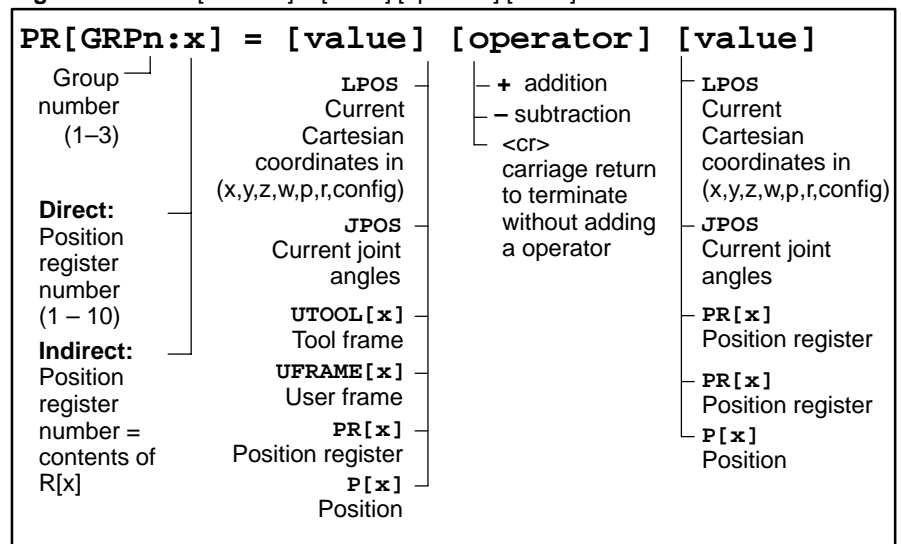 PR[GRPn:x] = [value] [operator] [value]
Group
number
(1–3)
Direct:
Position
register
number
(1 – 10)
Indirect:
Position
register
number =
contents of
R[x]
LPOS
Current
Cartesian
coordinates in
(x,y,z,w,p,r,config)
JPOS
Current joint
angles
UTOOL[x]
Tool frame
UFRAME[x]
User frame
PR[x]
Position register
P[x]
Position
+ addition
– subtraction
<cr>
carriage return
to terminate
without adding
a operator
LPOS
Current
Cartesian
coordinates in
(x,y,z,w,p,r,config)
JPOS
Current joint
angles
PR[x]
Position register
PR[x]
Position register
P[x]
Position